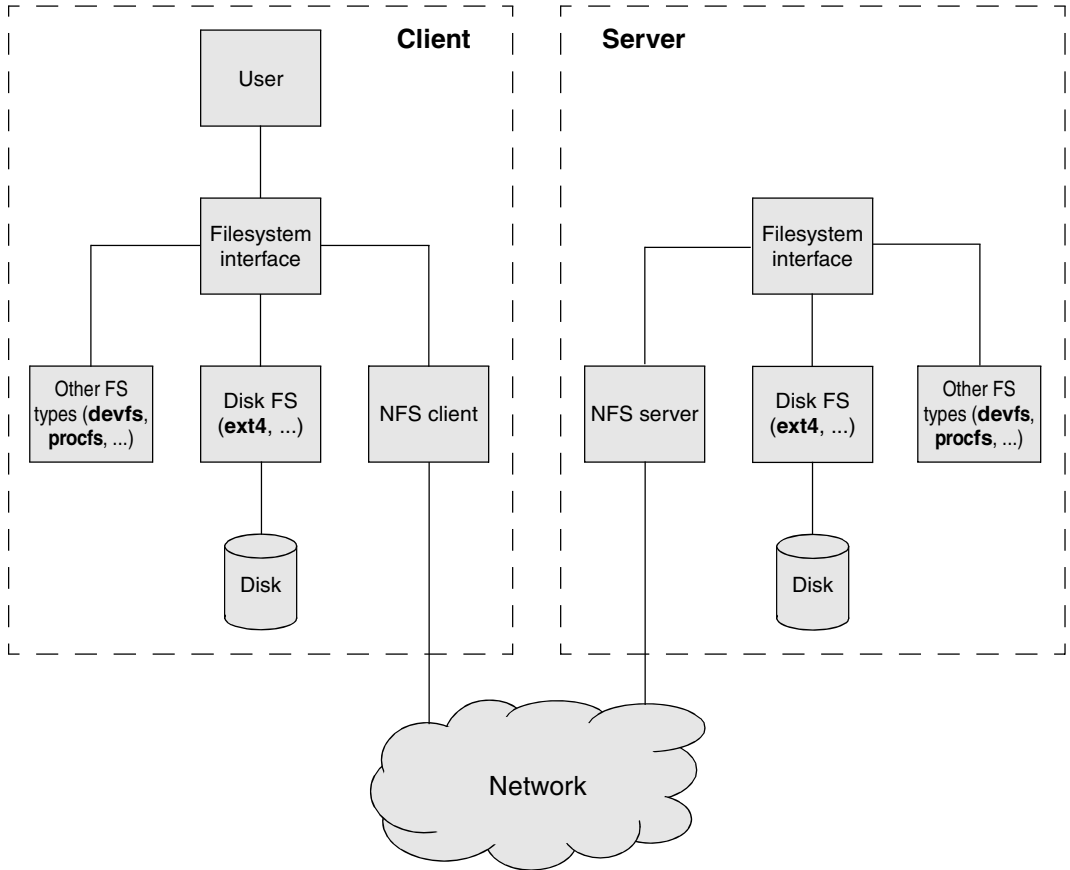 Client
Server
User
Filesystem
interface
Filesystem
interface
Other FS
types (devfs,
procfs, ...)
Disk FS
(ext4, ...)
NFS client
NFS server
Disk FS
(ext4, ...)
Other FS
types (devfs,
procfs, ...)
Disk
Disk
Network